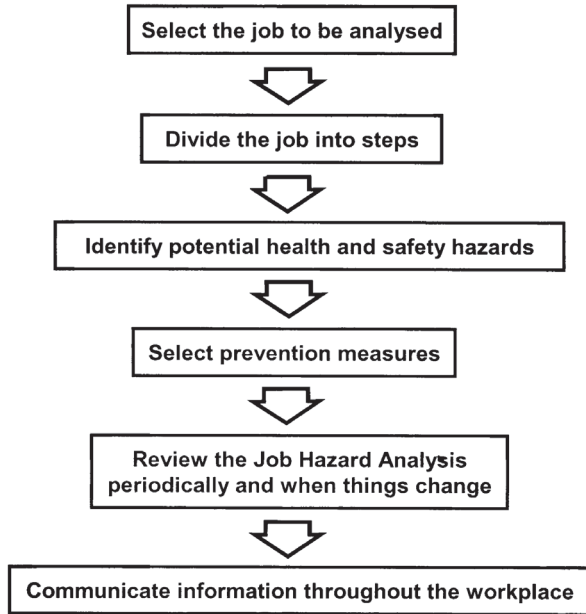 Select the job to be analysed
Divide the job into steps
Identify potential health and safety hazards
Select prevention measures
Review the Job Hazard Analysis
periodically and when things change
Communicate information throughout the workplace